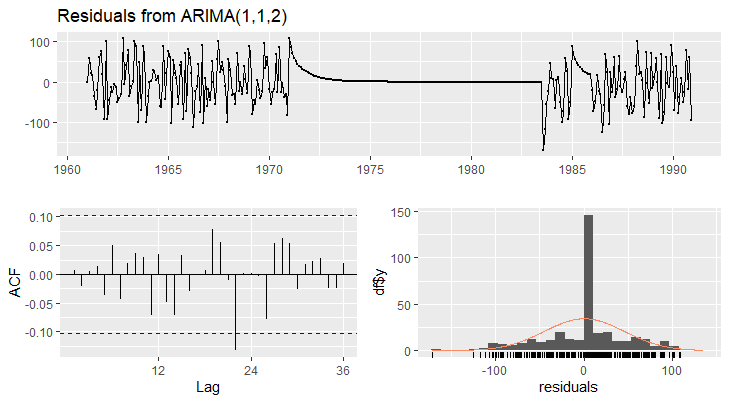 Residuals from ARIMA(1,1,2)
100
0
-100
1960 1965 1970 1975 1980 1985 1990
0.10
0.05
0.00
-0.05
-0.10
ACF
12 24 36
Lag
150
100
50
0
df$y
-100 0 100
residuals